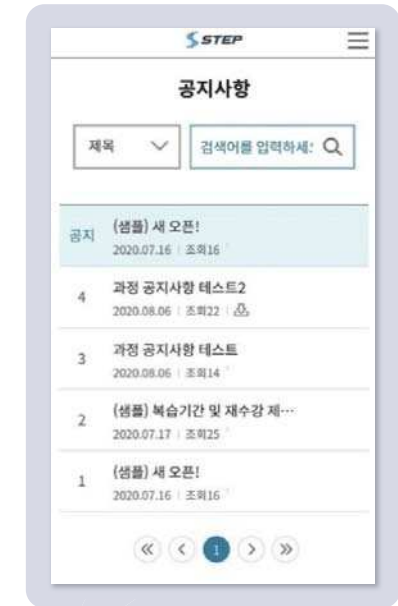 STEP
공지사항
제목
검색어를 입력하세
공지
(샘플) 새 오픈!
2020.07.16 | 조회16
4
과정 공지사항 테스트2
2020.08.06 | 조회22
3
과정 공지사항 테스트
2020.08.06 | 조회14
2
(샘플) 복습기간 및 재수강 제…
2020.07.17 | 조회25
1
(샘플) 새 오픈!
2020.07.16 | 조회16
« < 1 > »